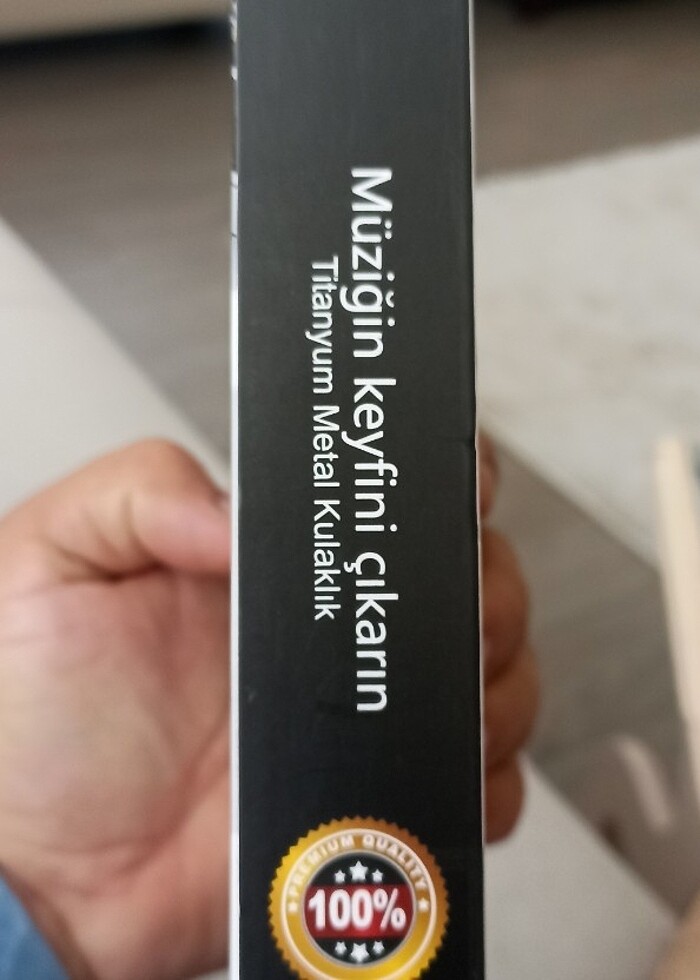 Müziğin keyfini çıkarın
Titanyum Metal Kulaklık
PREMIUM QUALITY
100%